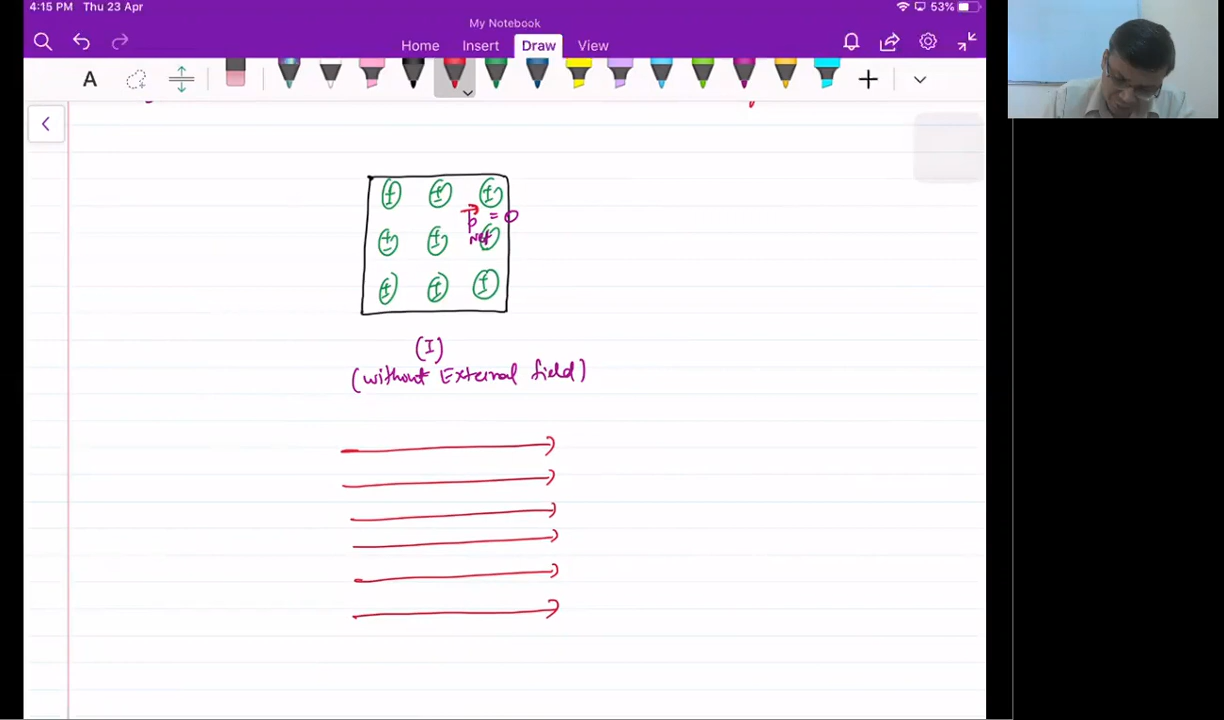 4:15 PM Thu 23 Apr
53%
My Notebook
Home Insert Draw View
A
± ± ±
p = 0
Net
± ±
± ± ±
(I)
(without External field)